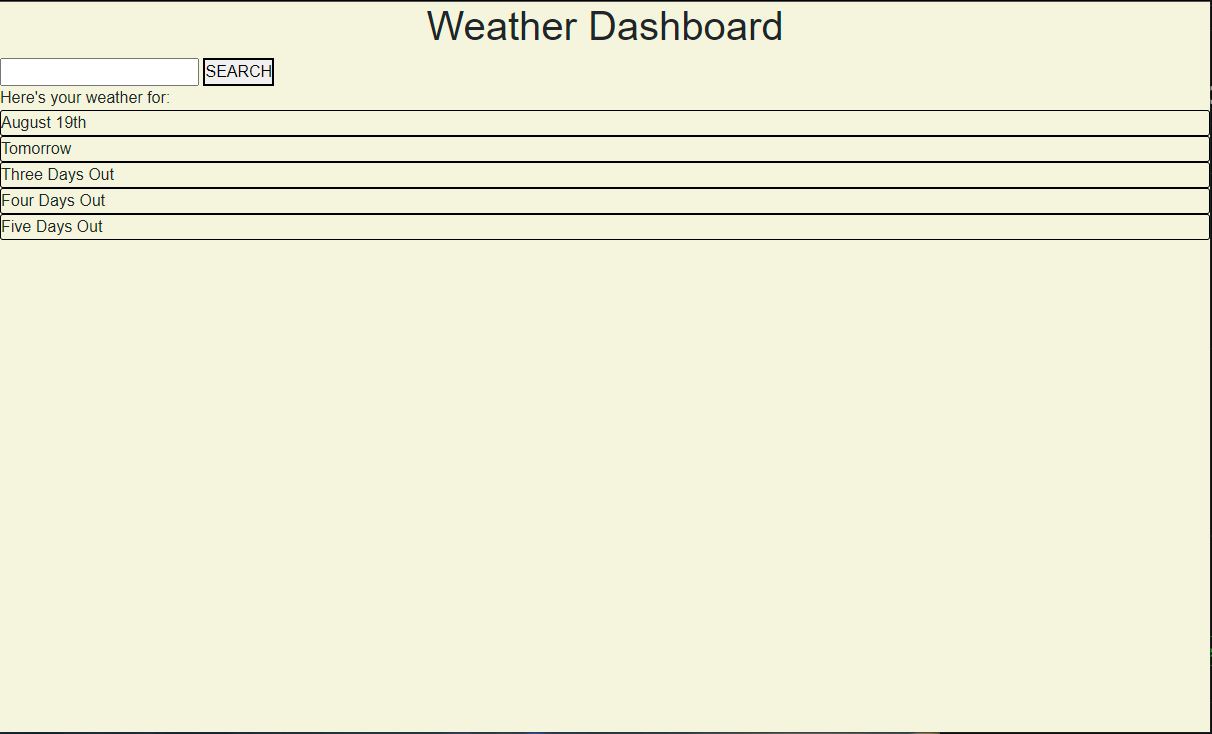 Weather Dashboard
SEARCH
Here's your weather for:
August 19th
Tomorrow
Three Days Out
Four Days Out
Five Days Out